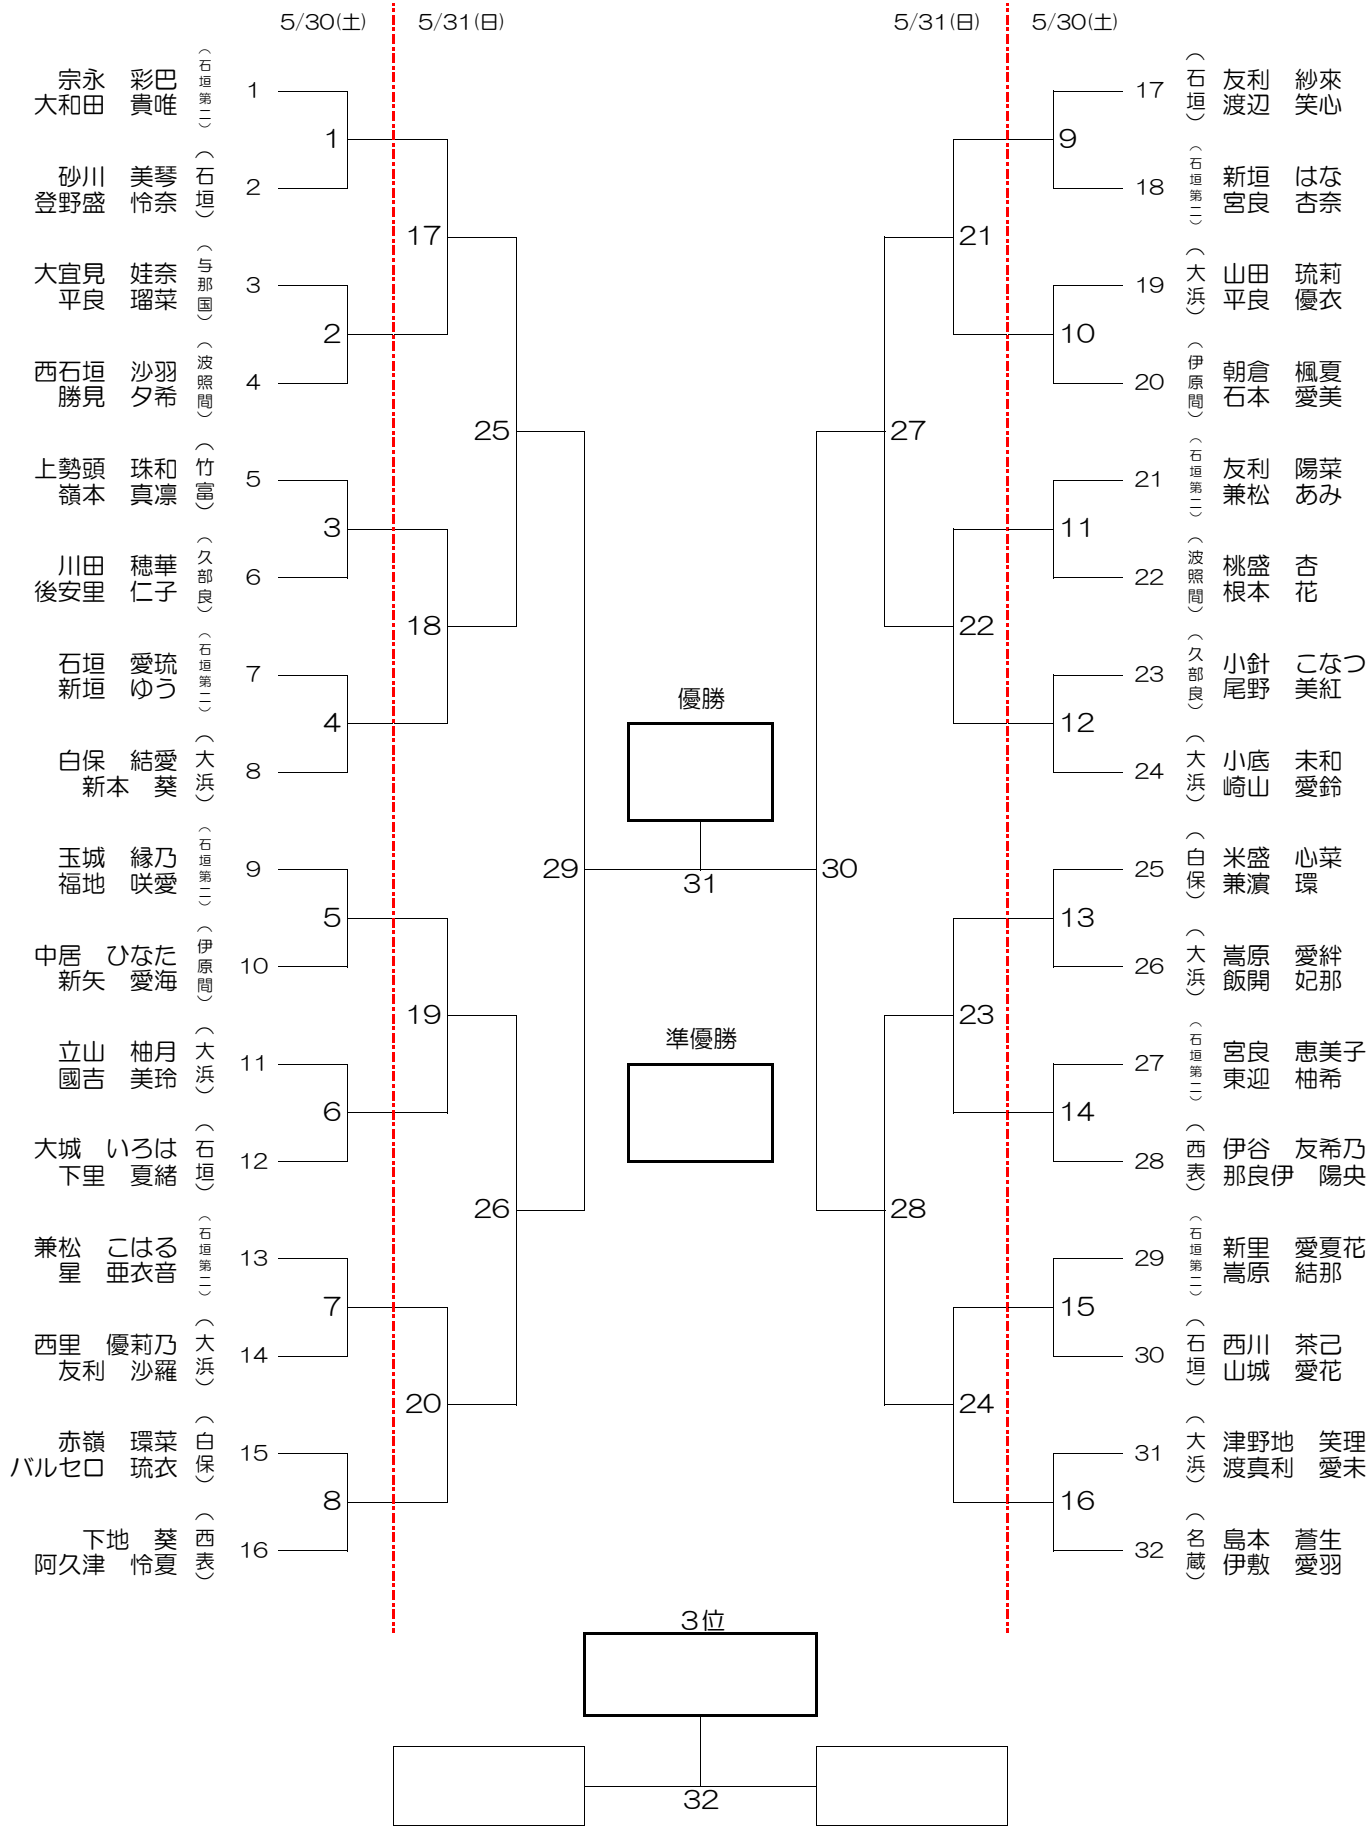 5/30(土) 5/31(日)
宗永 彩巴
大和田 貴唯
(石垣第二)
1
砂川 美琴
登野盛 怜奈
(石垣)
2
大宜見 娃奈
平良 瑠菜
(与那国)
3
西石垣 沙羽
勝見 夕希
(波照間)
4
上勢頭 珠和
嶺本 真凛
(竹富)
5
川田 穂華
後安里 仁子
(久部良)
6
石垣 愛琉
新垣 ゆう
(石垣第二)
7
白保 結愛
新本 葵
(大浜)
8
玉城 縁乃
福地 咲愛
(石垣第二)
9
中居 ひなた
新矢 愛海
(伊原間)
10
立山 柚月
國吉 美玲
(大浜)
11
大城 いろは
下里 夏緒
(石垣)
12
兼松 こはる
星 亜衣音
(石垣第二)
13
西里 優莉乃
友利 沙羅
(大浜)
14
赤嶺 環菜
バルセロ 琉衣
(白保)
15
下地 葵
阿久津 怜夏
(西表)
16
1
2
3
4
5
6
7
8
17
18
19
20
25
26
29
優勝
31
準優勝
30
27
28
21
22
23
24
9
10
11
12
13
14
15
16
5/31(日) 5/30(土)
17
(石垣)
友利 紗來
渡辺 笑心
18
(石垣第二)
新垣 はな
宮良 杏奈
19
(大浜)
山田 琉莉
平良 優衣
20
(伊原間)
朝倉 楓夏
石本 愛美
21
(石垣第二)
友利 陽菜
兼松 あみ
22
(波照間)
桃盛 杏
根本 花
23
(久部良)
小針 こなつ
尾野 美紅
24
(大浜)
小底 未和
崎山 愛鈴
25
(白保)
米盛 心菜
兼濵 環
26
(大浜)
嵩原 愛絆
飯開 妃那
27
(石垣第二)
宮良 恵美子
東迎 柚希
28
(西表)
伊谷 友希乃
那良伊 陽央
29
(石垣第二)
新里 愛夏花
嵩原 結那
30
(石垣)
西川 茶己
山城 愛花
31
(大浜)
津野地 笑理
渡真利 愛未
32
(名蔵)
島本 蒼生
伊敷 愛羽
3位
32